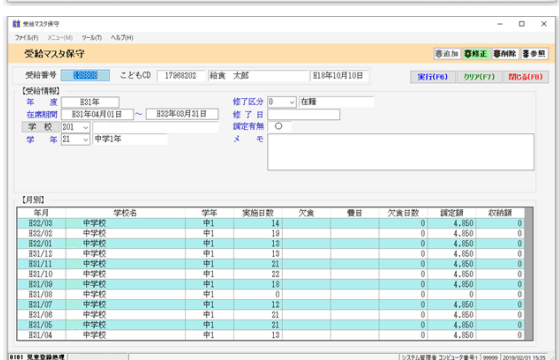 受給マスタ保守
ファイル(F) メニュー(M) ツール(T) ヘルプ(H)
受給マスタ保守 追加 修正 削除 参照
受給番号 こどもCD 17968202 給食 太郎 H18年10月10日 実行(F6) クリア(F7) 閉じる(F8)
【受給情報】
年 度 H31年 修了区分 0 在籍
在席期間 H31年04月01日 ～ H32年03月31日 修 了 日
学 校 201 中学校 調定有無 ○
学 年 21 中学1年 メ モ
【月別】
年月 学校名 学年 実施日数 欠食 費目 欠食日数 調定額 収納額
H32/03 中学校 中1 14 0 4,850 0
H32/02 中学校 中1 19 0 4,850 0
H32/01 中学校 中1 13 0 4,850 0
H31/12 中学校 中1 13 0 4,850 0
H31/11 中学校 中1 21 0 4,850 0
H31/10 中学校 中1 22 0 4,850 0
H31/09 中学校 中1 18 0 4,850 0
H31/08 中学校 中1 0 0 0 0
H31/07 中学校 中1 12 0 4,850 0
H31/06 中学校 中1 21 0 4,850 0
H31/05 中学校 中1 21 0 4,850 0
H31/04 中学校 中1 13 0 4,850 0
0101 児童登録処理 システム管理者 コンピュータ番号1 99999 2019/02/01 15:25